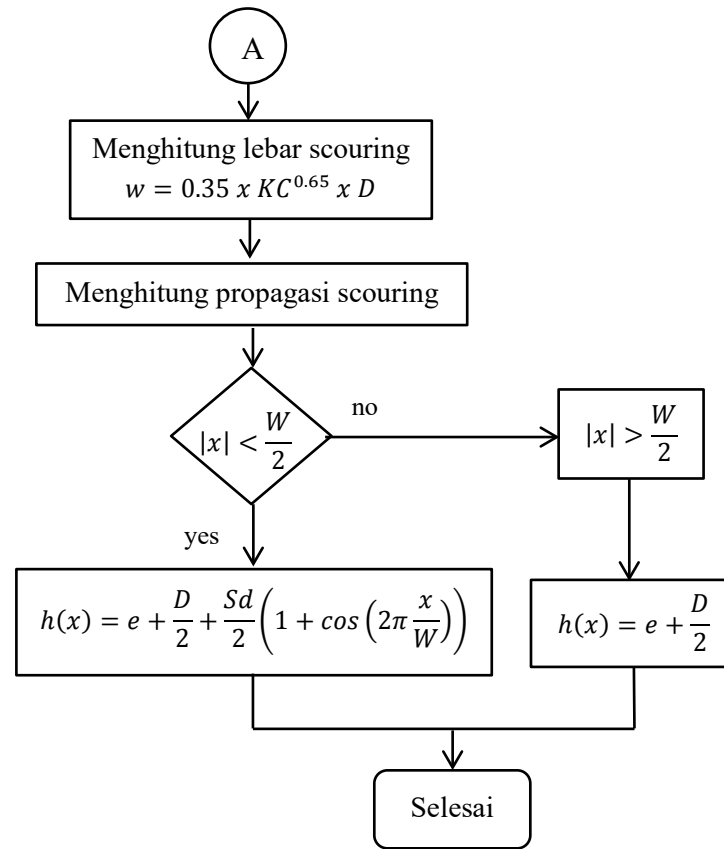 A
Menghitung lebar scouring
w = 0.35 x KC^0.65 x D
Menghitung propagasi scouring
|x| < W/2
no
|x| > W/2
yes
h(x) = e + D/2 + Sd/2 (1 + cos (2π x/W))
h(x) = e + D/2
Selesai